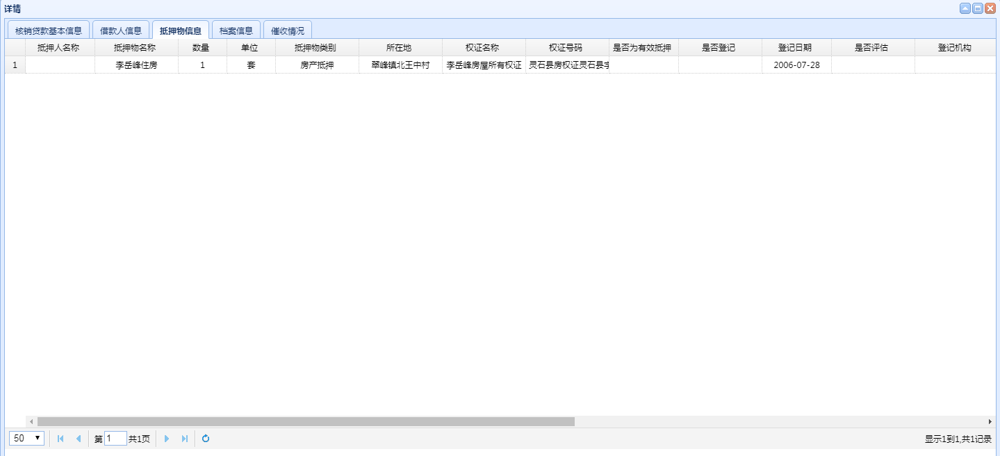 详情
核销贷款基本信息 借款人信息 抵押物信息 档案信息 催收情况
抵押人名称 抵押物名称 数量 单位 抵押物类别 所在地 权证名称 权证号码 是否为有效抵押 是否登记 登记日期 是否评估 登记机构
1 李岳峰住房 1 套 房产抵押 翠峰镇北王中村 李岳峰房屋所有权证 灵石县房权证灵石县字 2006-07-28
50 第 1 共1页 显示1到1,共1记录